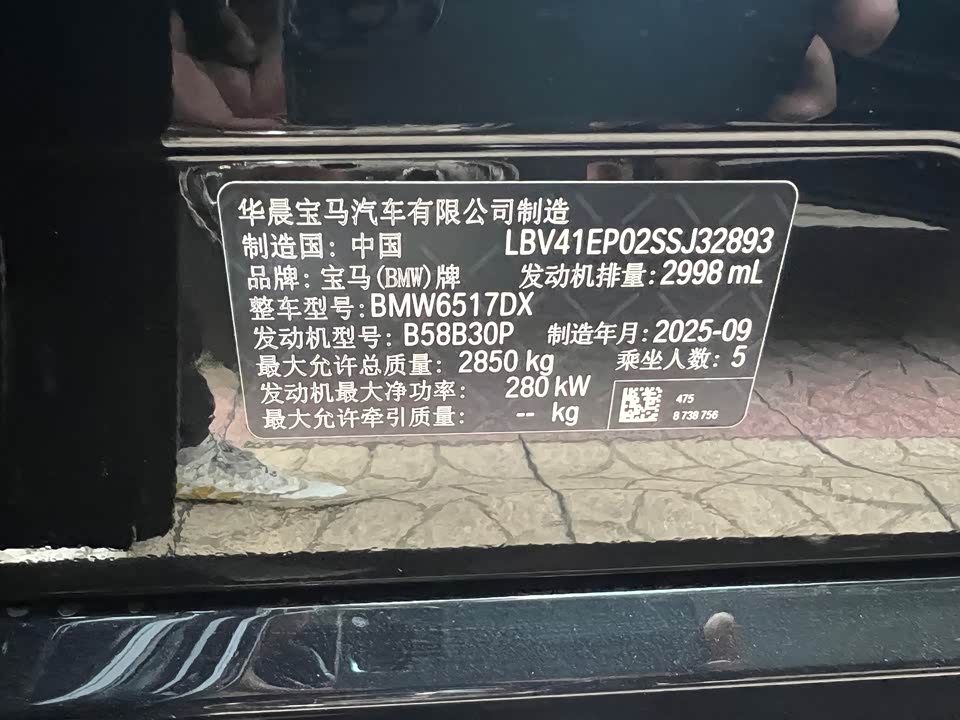 华晨宝马汽车有限公司制造
制造国：中国 LBV41EP02SSJ32893
品牌：宝马(BMW)牌 发动机排量：2998 mL
整车型号：BMW6517DX
发动机型号：B58B30P 制造年月：2025-09
最大允许总质量：2850 kg 乘坐人数：5
发动机最大净功率：280 kW
最大允许牵引质量：-- kg
475
8 738 756